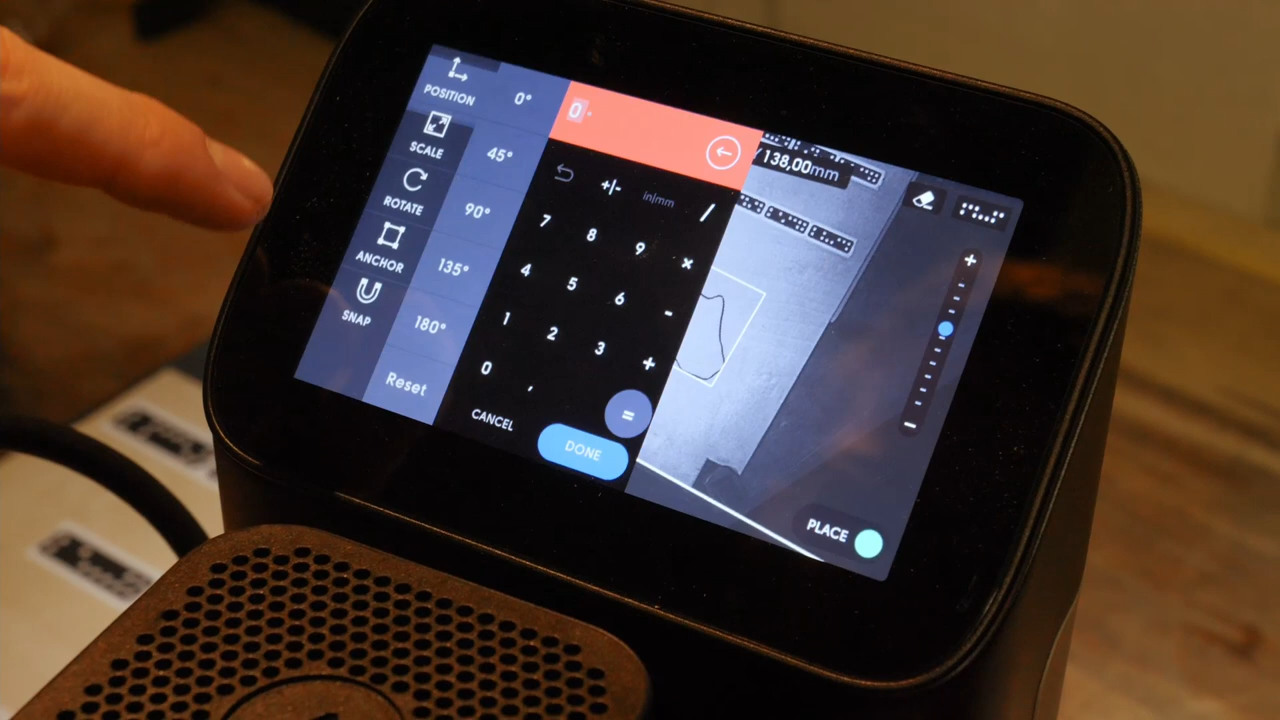 POSITION
SCALE
ROTATE
ANCHOR
SNAP
0°
45°
90°
135°
180°
Reset
0°
+/- in/mm /
7 8 9 ×
4 5 6 -
1 2 3 +
0 , =
CANCEL DONE
138,00mm
+
-
PLACE